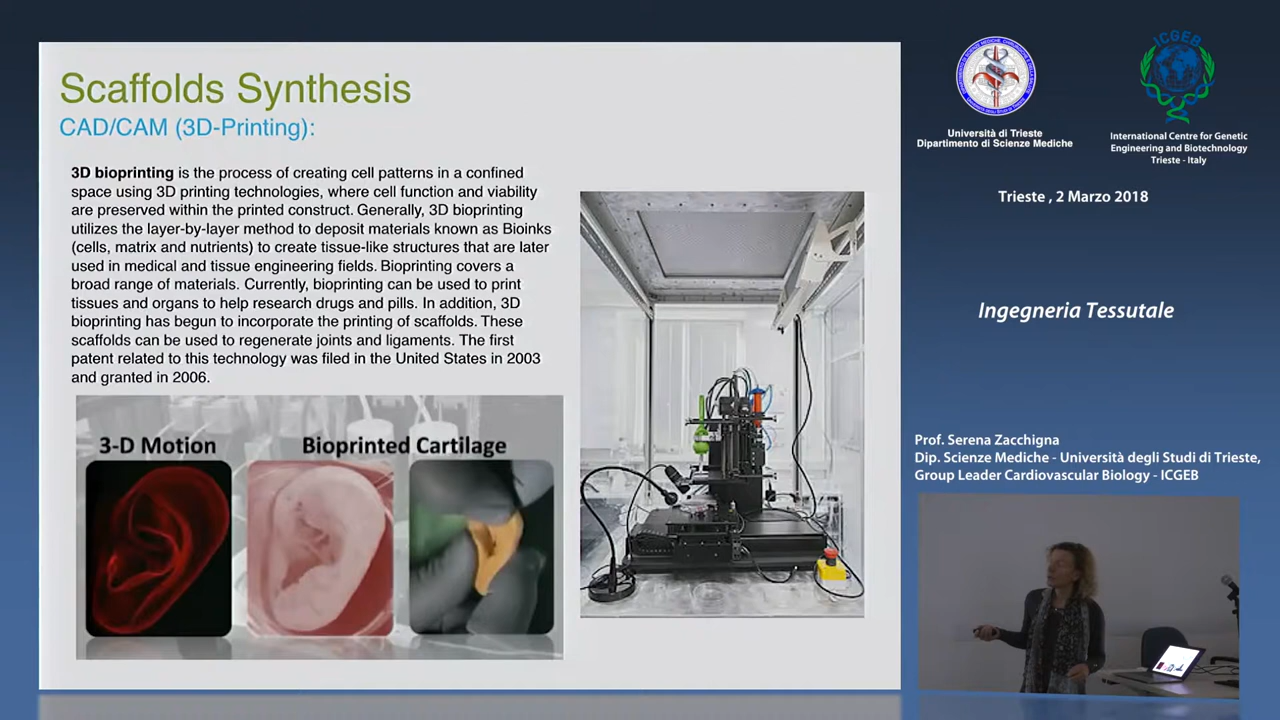 Scaffolds Synthesis
CAD/CAM (3D-Printing):
3D bioprinting is the process of creating cell patterns in a confined
space using 3D printing technologies, where cell function and viability
are preserved within the printed construct. Generally, 3D bioprinting
utilizes the layer-by-layer method to deposit materials known as Bioinks
(cells, matrix and nutrients) to create tissue-like structures that are later
used in medical and tissue engineering fields. Bioprinting covers a
broad range of materials. Currently, bioprinting can be used to print
tissues and organs to help research drugs and pills. In addition, 3D
bioprinting has begun to incorporate the printing of scaffolds. These
scaffolds can be used to regenerate joints and ligaments. The first
patent related to this technology was filed in the United States in 2003
and granted in 2006.
3-D Motion
Bioprinted Cartilage
Università di Trieste
Dipartimento di Scienze Mediche
ICGEB
International Centre for Genetic
Engineering and Biotechnology
Trieste - Italy
Trieste , 2 Marzo 2018
Ingegneria Tessutale
Prof. Serena Zacchigna
Dip. Scienze Mediche - Università degli Studi di Trieste,
Group Leader Cardiovascular Biology - ICGEB